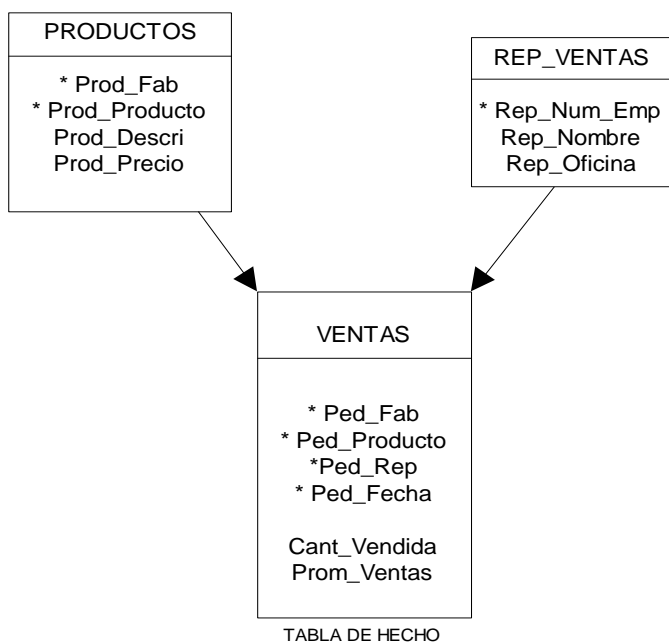 PRODUCTOS
* Prod_Fab
* Prod_Producto
Prod_Descri
Prod_Precio
REP_VENTAS
* Rep_Num_Emp
Rep_Nombre
Rep_Oficina
VENTAS
* Ped_Fab
* Ped_Producto
*Ped_Rep
* Ped_Fecha
Cant_Vendida
Prom_Ventas
TABLA DE HECHO